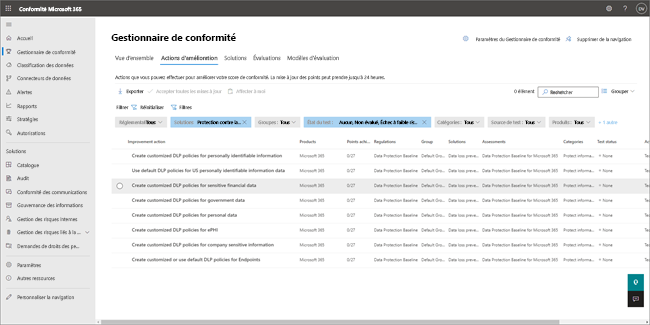 Conformité Microsoft 365
DV
Accueil
Gestionnaire de conformité
Classification des données
Connecteurs de données
Alertes
Rapports
Stratégies
Autorisations
Solutions
Catalogue
Audit
Conformité des communications
Gouvernance des informations
Gestion des risques internes
Gestion des risques liés à la...
Demandes de droits des pe...
Paramètres
Autres ressources
Personnaliser la navigation
Gestionnaire de conformité
Paramètres du Gestionnaire de conformité
Supprimer de la navigation
Vue d'ensemble Actions d'amélioration Solutions Évaluations Modèles d'évaluation
Actions que vous pouvez effectuer pour améliorer votre score de conformité. La mise à jour des points peut prendre jusqu'à 24 heures.
Exporter Accepter toutes les mises à jour Affecter à moi 0 élément Rechercher Grouper
Filtrer Réinitialiser Filtres
Réglementati Tous Solutions : Protection contre la... Groupes : Tous État du test : Aucun, Non évalué, Échec à faible ris... Catégories : Tous Source de test : Tous Produits : Tous + 1 autre
Improvement action Products Points achi... Regulations Group Solutions Assessments Categories Test status
Create customized DLP policies for personally identifiable information Microsoft 365 0/27 Data Protection Baseline Default Gro... Data loss preve... Data Protection Baseline for Microsoft 365 Protect informa... None
Use default DLP policies for US personally identifiable information data Microsoft 365 0/27 Data Protection Baseline Default Gro... Data loss preve... Data Protection Baseline for Microsoft 365 Protect informa... None
Create customized DLP policies for sensitive financial data Microsoft 365 0/27 Data Protection Baseline Default Gro... Data loss preve... Data Protection Baseline for Microsoft 365 Protect informa... None
Create customized DLP policies for government data Microsoft 365 0/27 Data Protection Baseline Default Gro... Data loss preve... Data Protection Baseline for Microsoft 365 Protect informa... None
Create customized DLP policies for personal data Microsoft 365 0/27 Data Protection Baseline Default Gro... Data loss preve... Data Protection Baseline for Microsoft 365 Protect informa... None
Create customized DLP policies for ePHI Microsoft 365 0/27 Data Protection Baseline Default Gro... Data loss preve... Data Protection Baseline for Microsoft 365 Protect informa... None
Create customized DLP policies for company sensitive information Microsoft 365 0/27 Data Protection Baseline Default Gro... Data loss preve... Data Protection Baseline for Microsoft 365 Protect informa... None
Create customized or use default DLP policies for Endpoints Microsoft 365 0/27 Data Protection Baseline Default Gro... Data loss preve... Data Protection Baseline for Microsoft 365 Protect informa... None